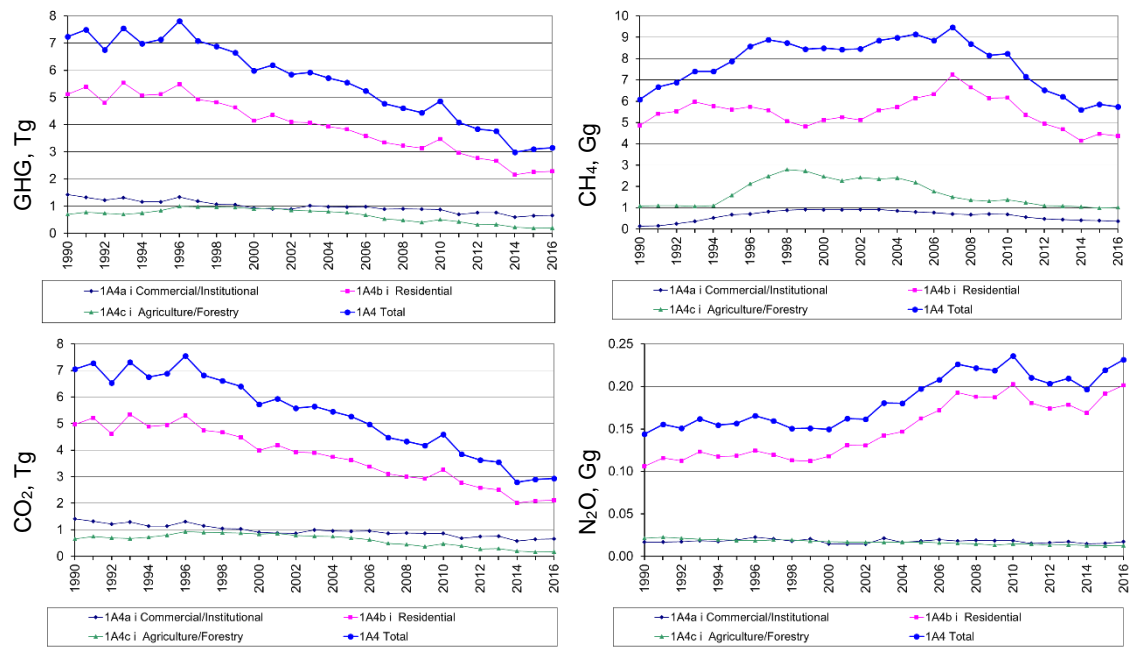 GHG, Tg
8
7
6
5
4
3
2
1
0
1990 1992 1994 1996 1998 2000 2002 2004 2006 2008 2010 2012 2014 2016
1A4a i Commercial/Institutional 1A4b i Residential
1A4c i Agriculture/Forestry 1A4 Total
CH₄, Gg
10
9
8
7
6
5
4
3
2
1
0
1990 1992 1994 1996 1998 2000 2002 2004 2006 2008 2010 2012 2014 2016
1A4a i Commercial/Institutional 1A4b i Residential
1A4c i Agriculture/Forestry 1A4 Total
CO₂, Tg
8
7
6
5
4
3
2
1
0
1990 1992 1994 1996 1998 2000 2002 2004 2006 2008 2010 2012 2014 2016
1A4a i Commercial/Institutional 1A4b i Residential
1A4c i Agriculture/Forestry 1A4 Total
N₂O, Gg
0.25
0.20
0.15
0.10
0.05
0.00
1990 1992 1994 1996 1998 2000 2002 2004 2006 2008 2010 2012 2014 2016
1A4a i Commercial/Institutional 1A4b i Residential
1A4c i Agriculture/Forestry 1A4 Total